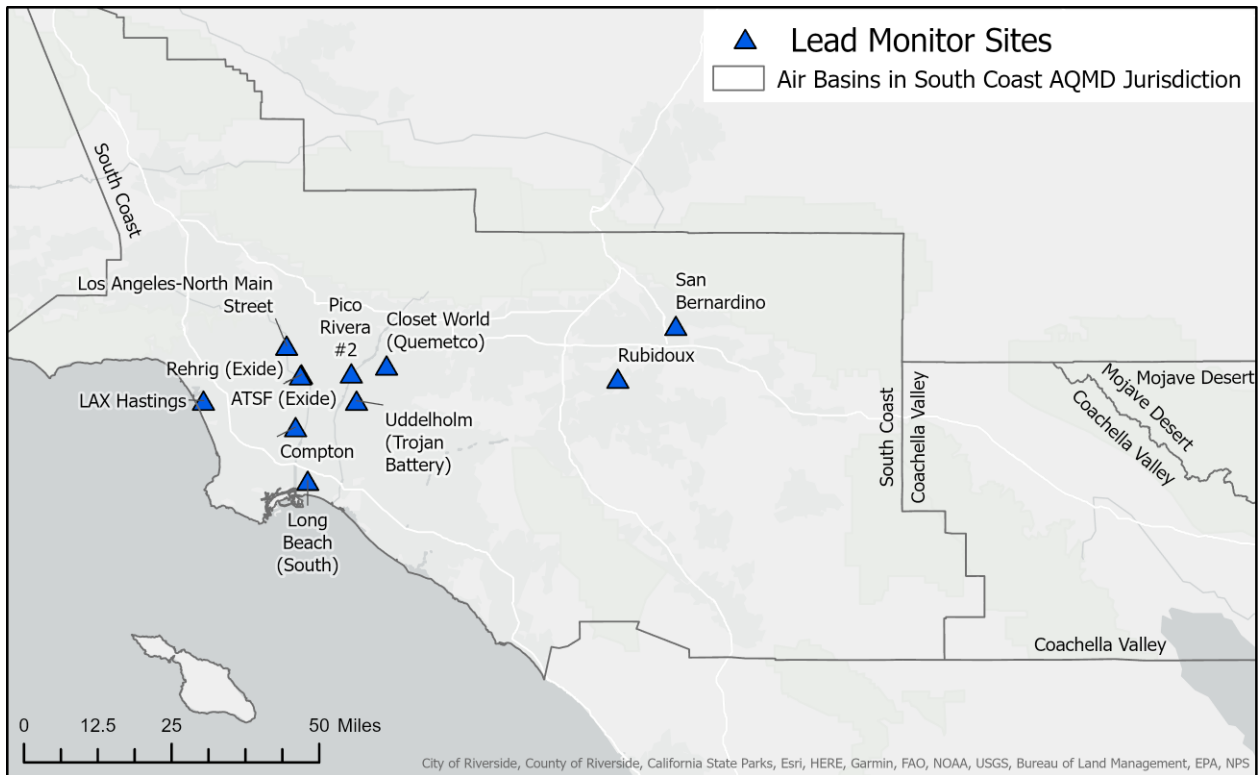 Lead Monitor Sites
Air Basins in South Coast AQMD Jurisdiction
South Coast
Los Angeles-North Main
Street
Pico
Rivera
#2
Closet World
(Quemetco)
San
Bernardino
Rehrig (Exide)
Rubidoux
LAX Hastings
ATSF (Exide)
Uddelholm
(Trojan
Battery)
Compton
Long
Beach
(South)
South Coast
Coachella Valley
Mojave Desert
Mojave Desert
Coachella Valley
Coachella Valley
0 12.5 25 50 Miles
City of Riverside, County of Riverside, California State Parks, Esri, HERE, Garmin, FAO, NOAA, USGS, Bureau of Land Management, EPA, NPS